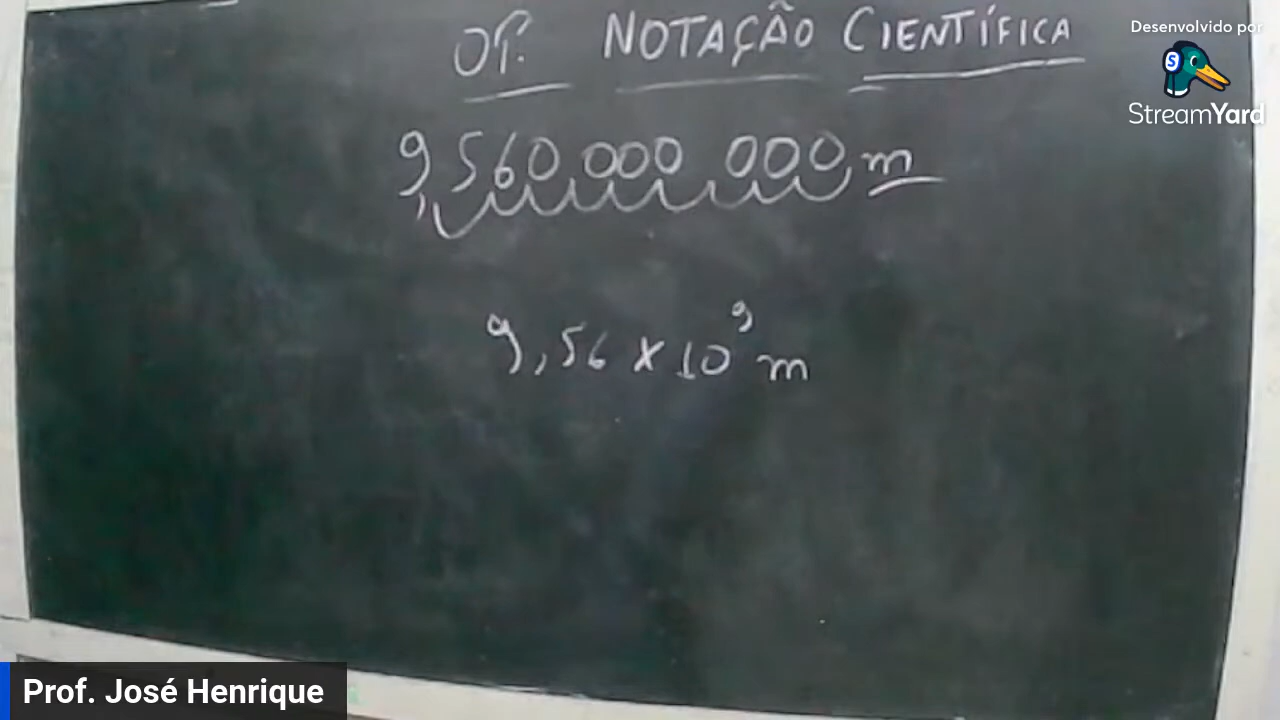 01. NOTAÇÃO CIENTÍFICA
Desenvolvido por
StreamYard
9,560 000 000 m
9,56 x 10⁹ m
Prof. José Henrique